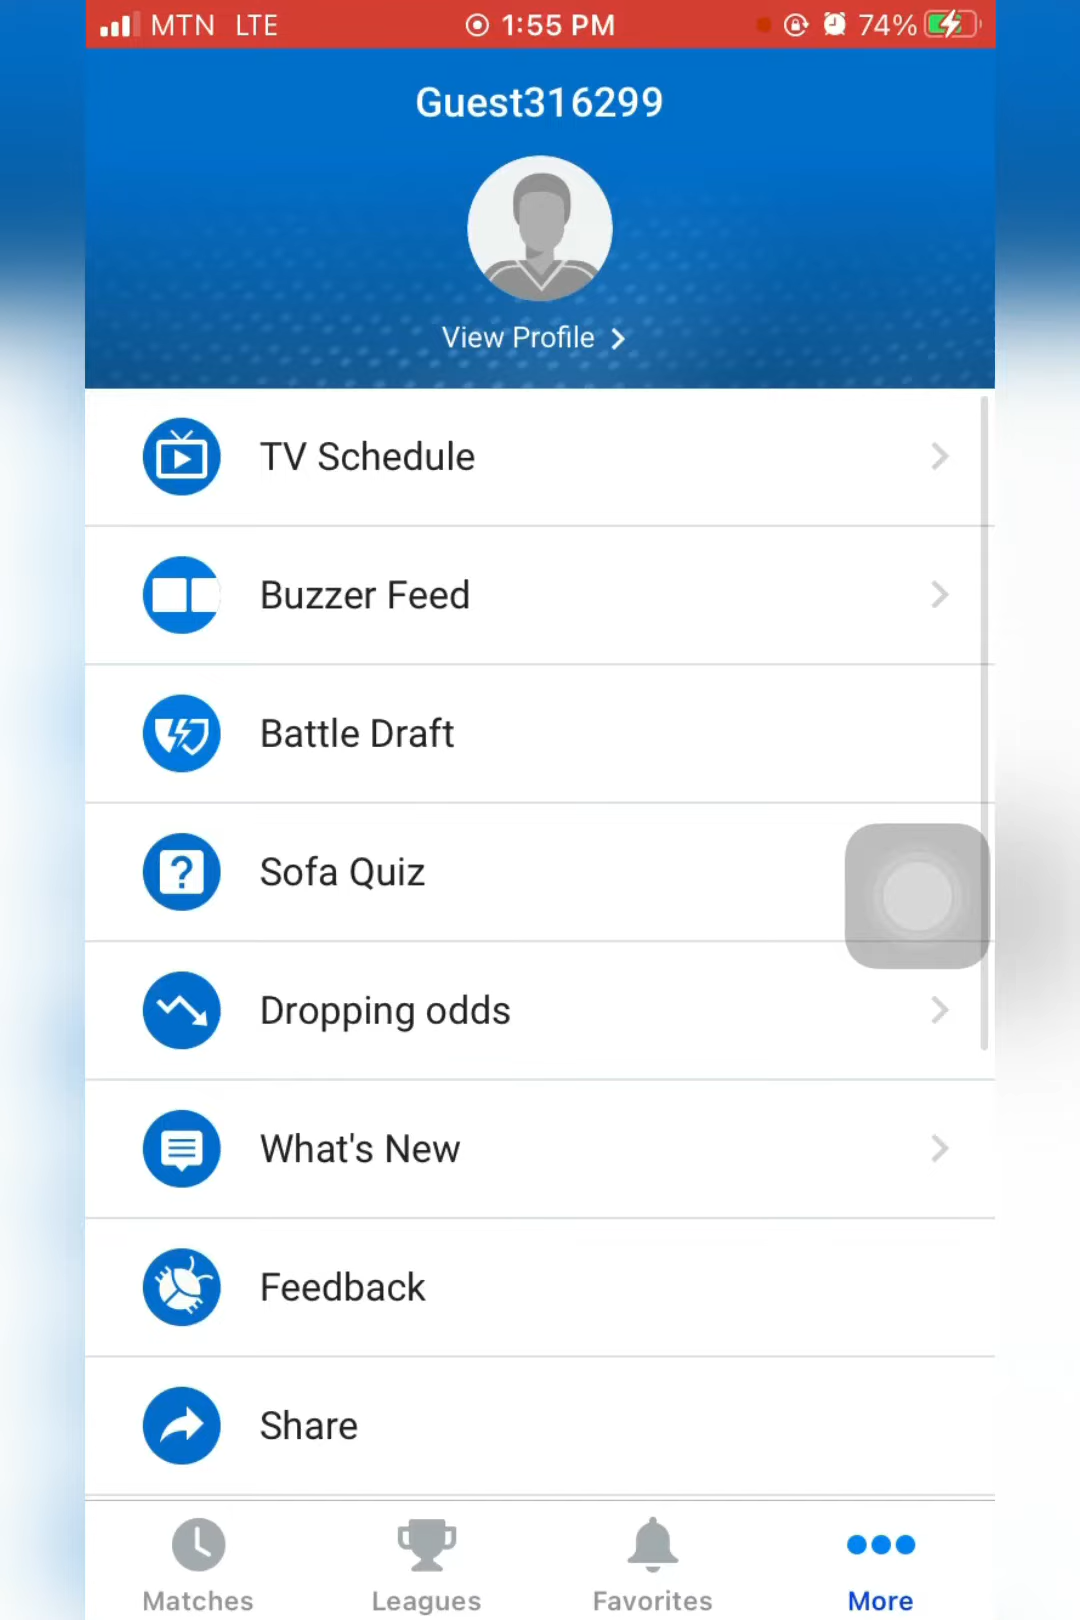 MTN LTE 1:55 PM 74%
Guest316299
View Profile
TV Schedule
Buzzer Feed
Battle Draft
Sofa Quiz
Dropping odds
What's New
Feedback
Share
Matches Leagues Favorites More